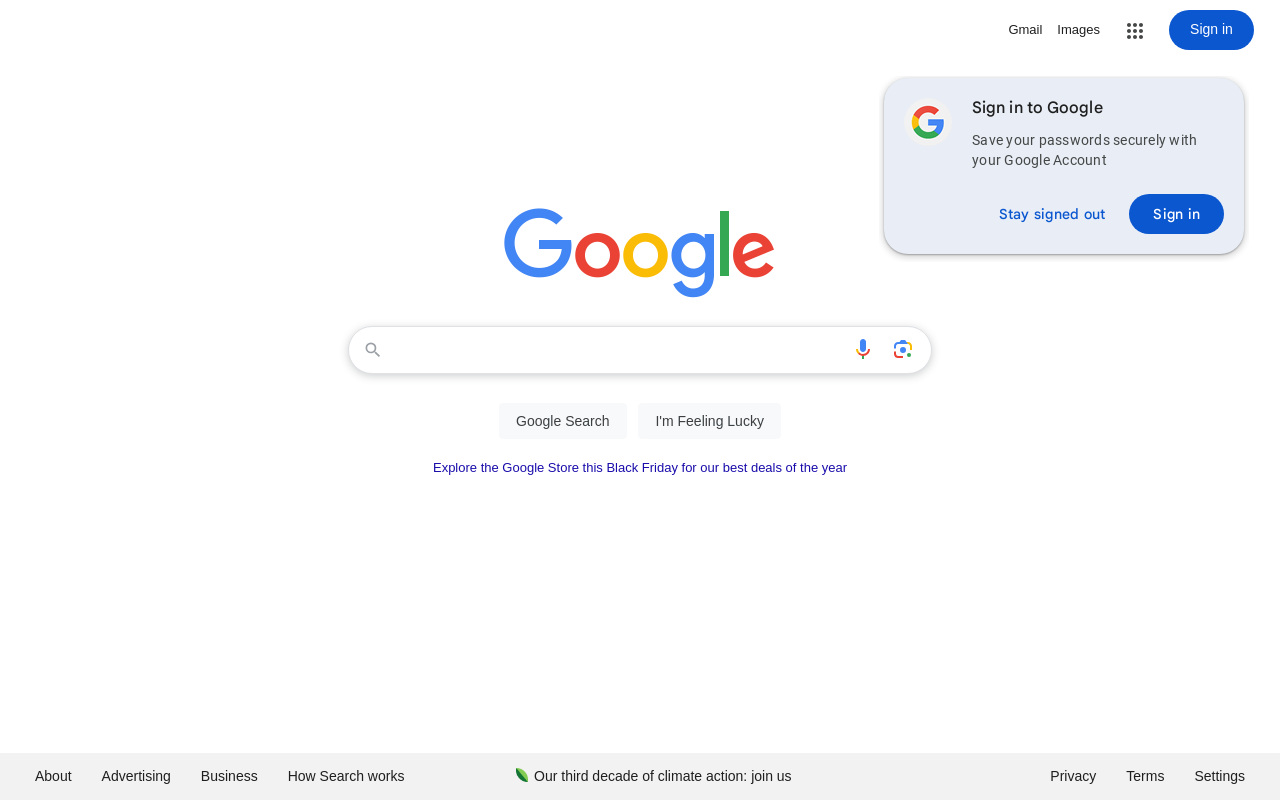 Gmail Images Sign in
Sign in to Google
Save your passwords securely with
your Google Account
Stay signed out Sign in
Google
Google Search I'm Feeling Lucky
Explore the Google Store this Black Friday for our best deals of the year
About Advertising Business How Search works Our third decade of climate action: join us Privacy Terms Settings